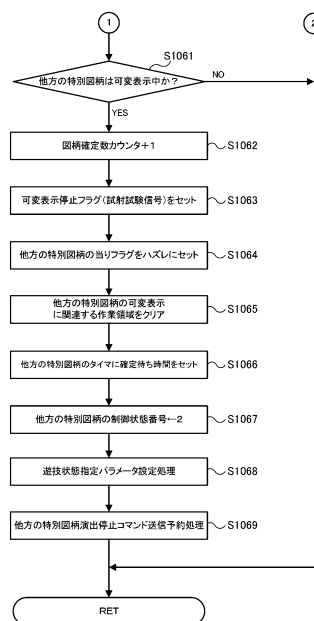 1
2
S1061
他方の特別図柄は可変表示中か？
NO
YES
図柄確定数カウンタ＋1
S1062
可変表示停止フラグ(試射試験信号)をセット
S1063
他方の特別図柄の当りフラグをハズレにセット
S1064
他方の特別図柄の可変表示
に関連する作業領域をクリア
S1065
他方の特別図柄のタイマに確定待ち時間をセット
S1066
他方の特別図柄の制御状態番号←2
S1067
遊技状態指定パラメータ設定処理
S1068
他方の特別図柄演出停止コマンド送信予約処理
S1069
RET